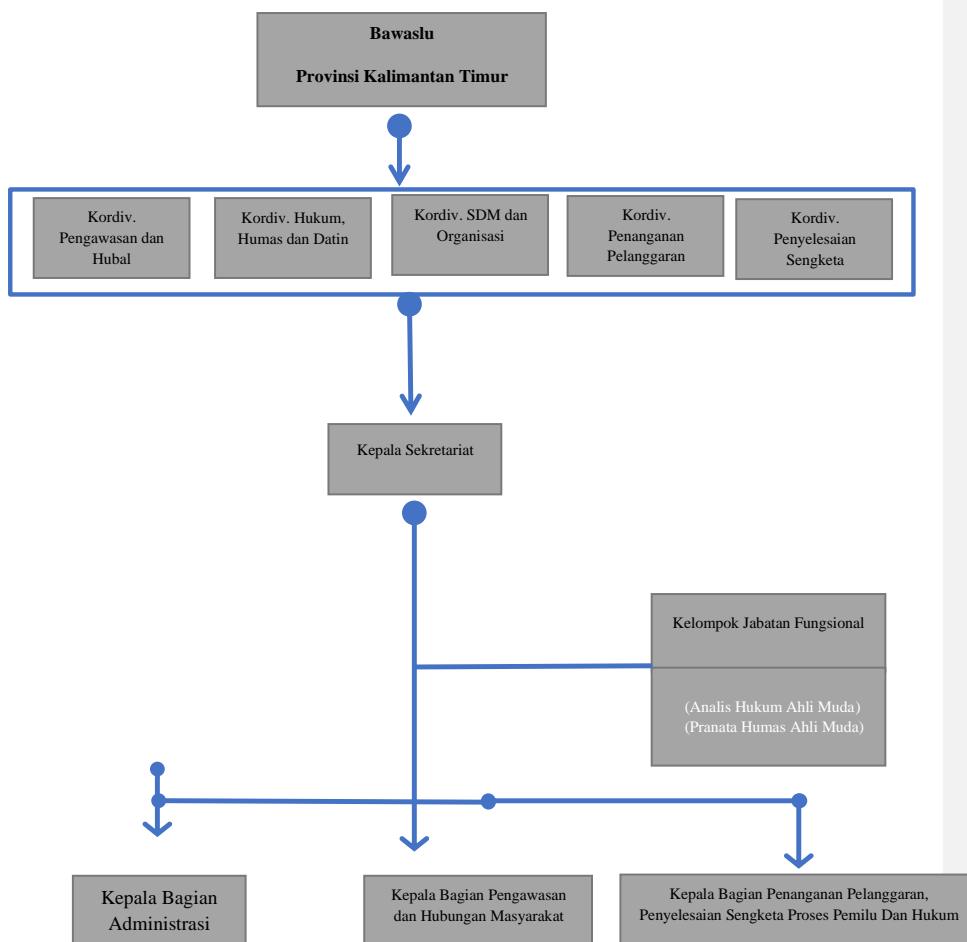 Bawaslu
Provinsi Kalimantan Timur
Kordiv.
Pengawasan dan
Hubal
Kordiv. Hukum,
Humas dan Datin
Kordiv. SDM dan
Organisasi
Kordiv.
Penanganan
Pelanggaran
Kordiv.
Penyelesaian
Sengketa
Kepala Sekretariat
Kelompok Jabatan Fungsional
(Analis Hukum Ahli Muda)
(Pranata Humas Ahli Muda)
Kepala Bagian
Administrasi
Kepala Bagian Pengawasan
dan Hubungan Masyarakat
Kepala Bagian Penanganan Pelanggaran,
Penyelesaian Sengketa Proses Pemilu Dan Hukum